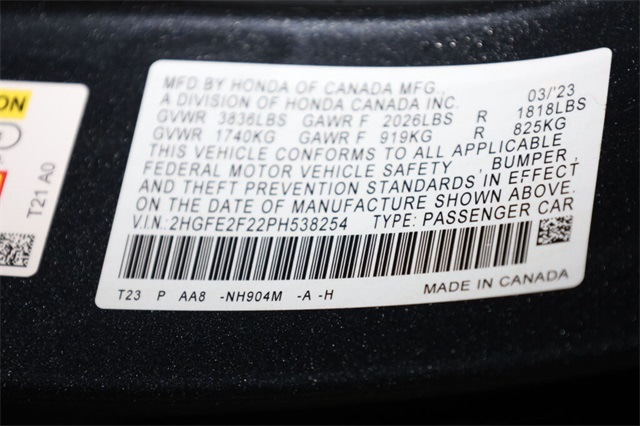 ON
T21 A0
MFD BY HONDA OF CANADA MFG.,
A DIVISION OF HONDA CANADA INC. 03/'23
GVWR 3836LBS GAWR F 2026LBS R 1818LBS
GVWR 1740KG GAWR F 919KG R 825KG
THIS VEHICLE CONFORMS TO ALL APPLICABLE
FEDERAL MOTOR VEHICLE SAFETY , BUMPER ,
AND THEFT PREVENTION STANDARDS IN EFFECT
ON THE DATE OF MANUFACTURE SHOWN ABOVE.
V.I.N.:2HGFE2F22PH538254 TYPE: PASSENGER CAR
T23 P AA8 -NH904M -A -H MADE IN CANADA